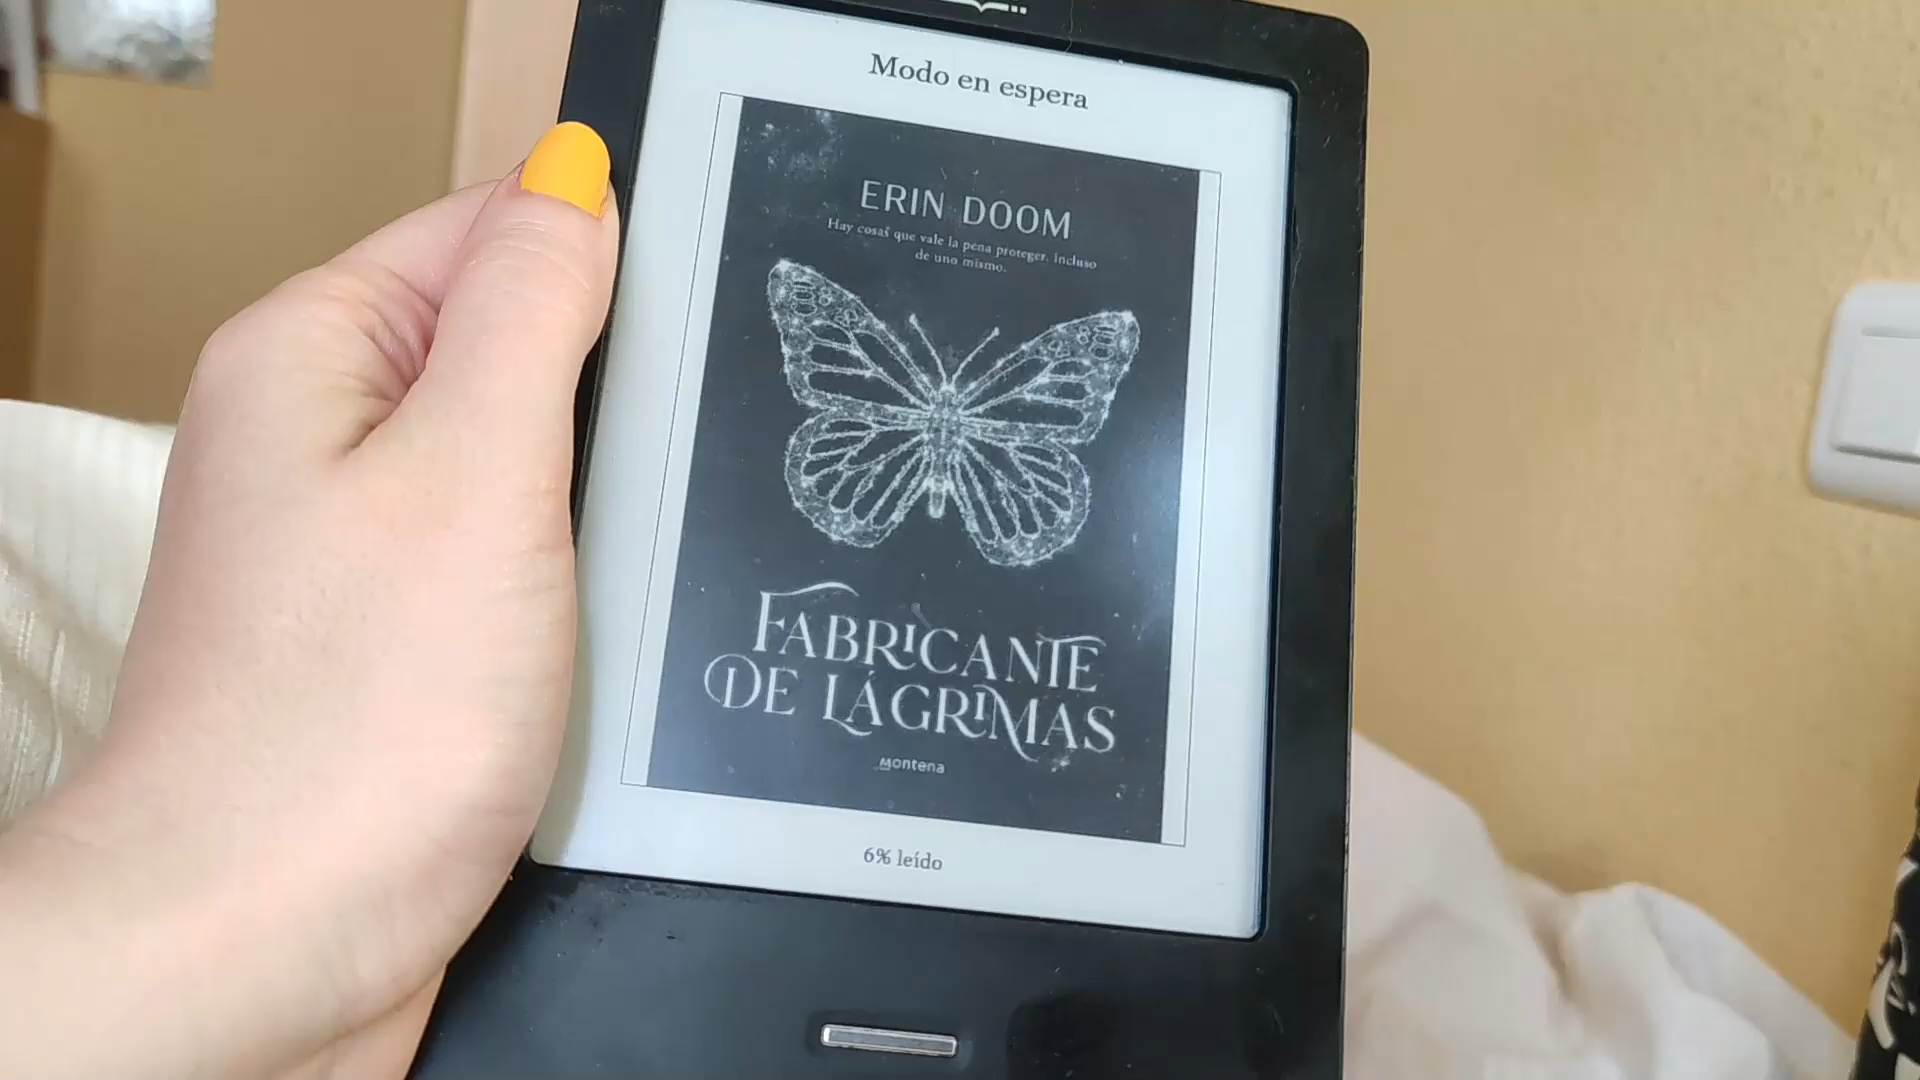 Modo en espera
ERIN DOOM
Hay cosas que vale la pena proteger. Incluso
de uno mismo.
FABRICANTE
DE LÁGRIMAS
Montena
6% leído